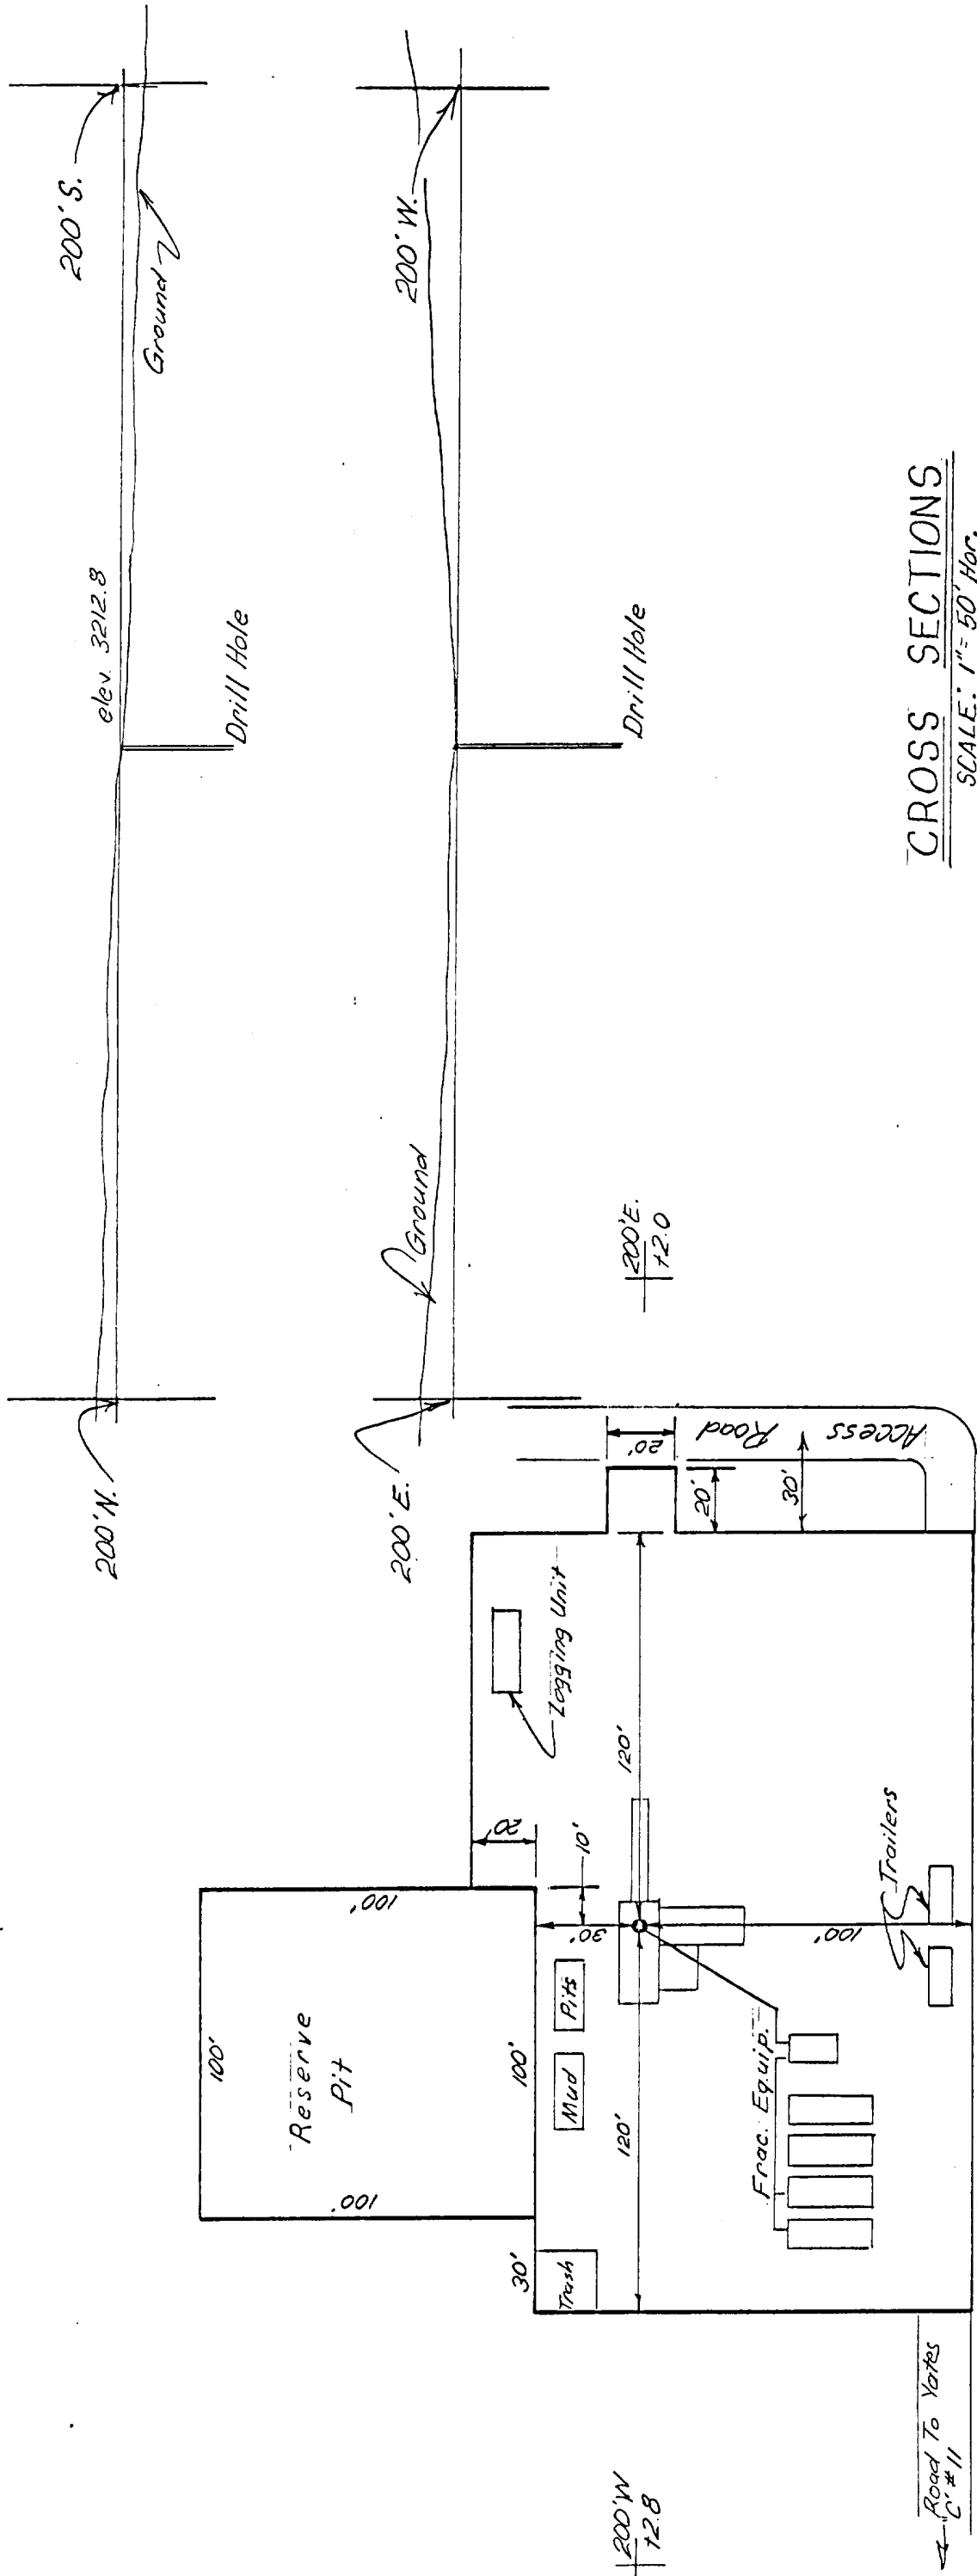 200' N.
elev. 3212.8
200' S.
Ground
Drill Hole
200' E.
Ground
200' W.
Drill Hole
CROSS SECTIONS
SCALE: 1" = 50' Hor.
200' W
+2.8
200' E.
+2.0
100'
100'
100'
100'
Reserve
Pit
30'
Trash
Mud
Pits
20'
10'
30'
Logging Unit
120'
120'
100'
20'
20'
30'
Access
Road
Frac. Equip.
Trailers
Road To Yates
"C" #11